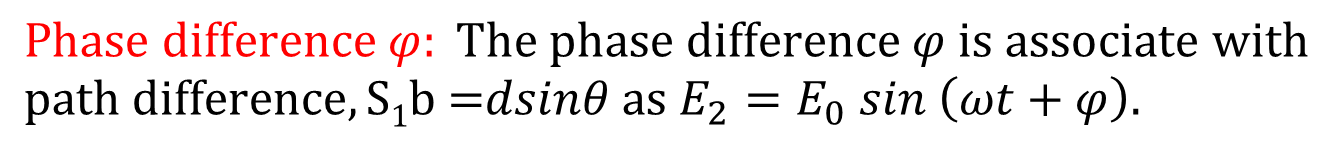 Phase difference 𝜑: The phase difference 𝜑 is associate with
path difference, S₁b =𝑑𝑠𝑖𝑛𝜃 as 𝐸₂ = 𝐸₀ 𝑠𝑖𝑛 (𝜔𝑡 + 𝜑).